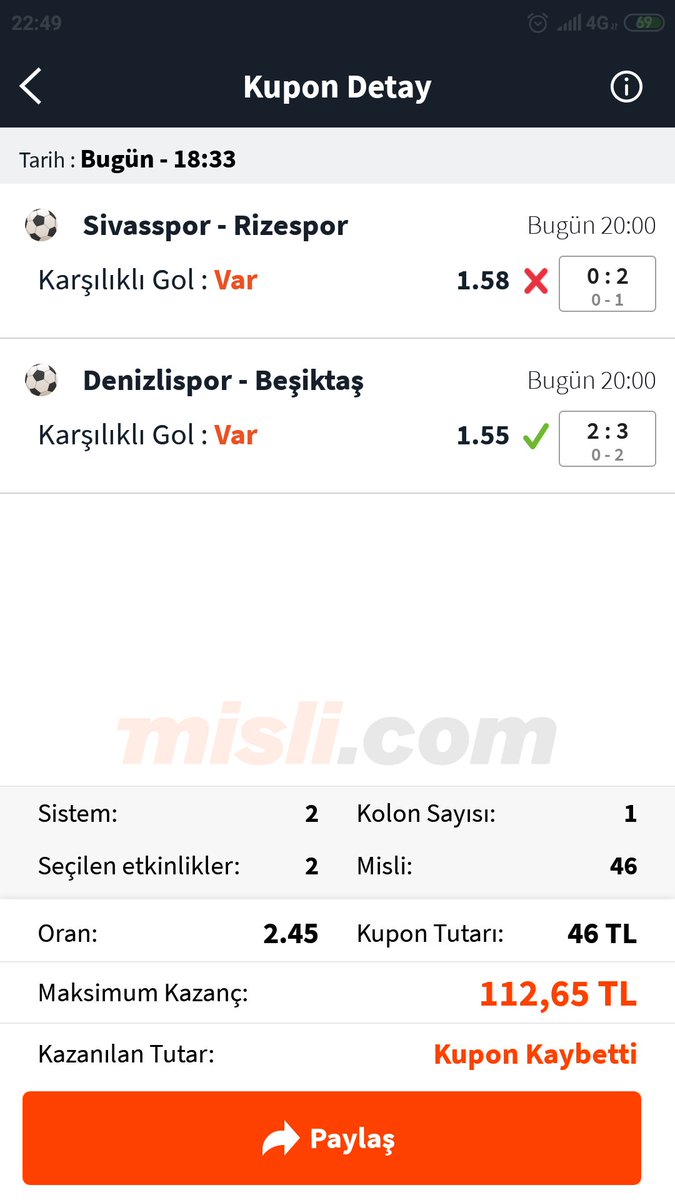 22:49 4G 69
Kupon Detay
Tarih : Bugün - 18:33
Sivasspor - Rizespor Bugün 20:00
Karşılıklı Gol : Var 1.58 0 : 2
0 - 1
Denizlispor - Beşiktaş Bugün 20:00
Karşılıklı Gol : Var 1.55 2 : 3
0 - 2
misli.com
Sistem: 2 Kolon Sayısı: 1
Seçilen etkinlikler: 2 Misli: 46
Oran: 2.45 Kupon Tutarı: 46 TL
Maksimum Kazanç: 112,65 TL
Kazanılan Tutar: Kupon Kaybetti
Paylaş